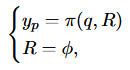 y_p = π(q, R)
R = ϕ,